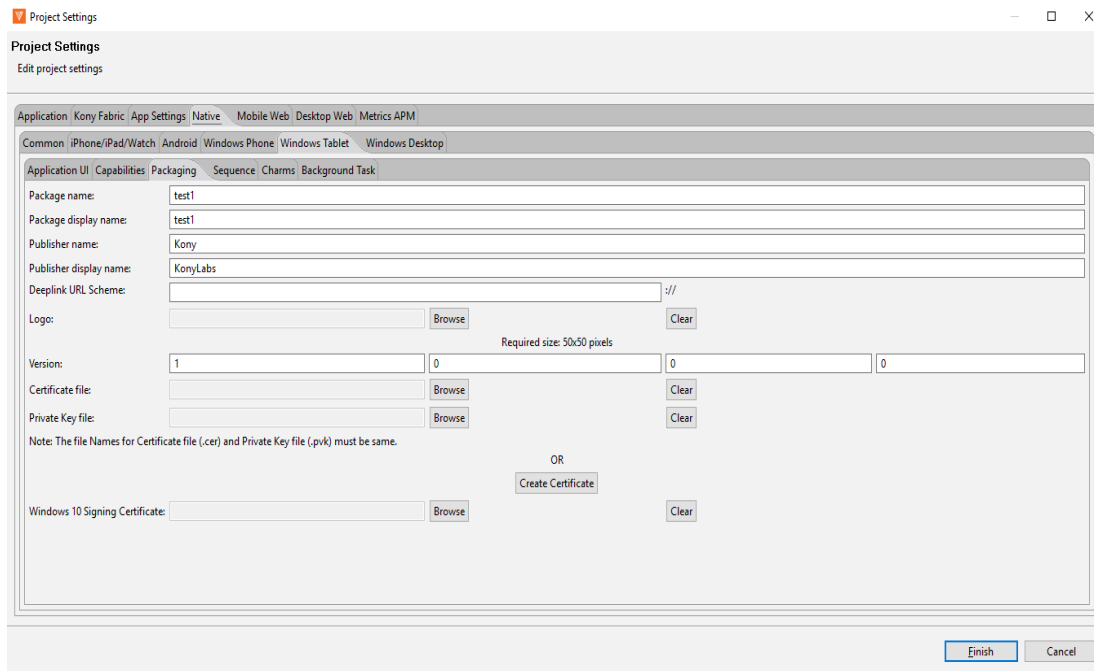 Project Settings
Project Settings
Edit project settings
Application Kony Fabric App Settings Native Mobile Web Desktop Web Metrics APM
Common iPhone/iPad/Watch Android Windows Phone Windows Tablet Windows Desktop
Application UI Capabilities Packaging Sequence Charms Background Task
Package name: test1
Package display name: test1
Publisher name: Kony
Publisher display name: KonyLabs
Deeplink URL Scheme: ://
Logo: Browse Clear
Required size: 50x50 pixels
Version: 1 0 0 0
Certificate file: Browse Clear
Private Key file: Browse Clear
Note: The file Names for Certificate file (.cer) and Private Key file (.pvk) must be same.
OR
Create Certificate
Windows 10 Signing Certificate: Browse Clear
Finish Cancel